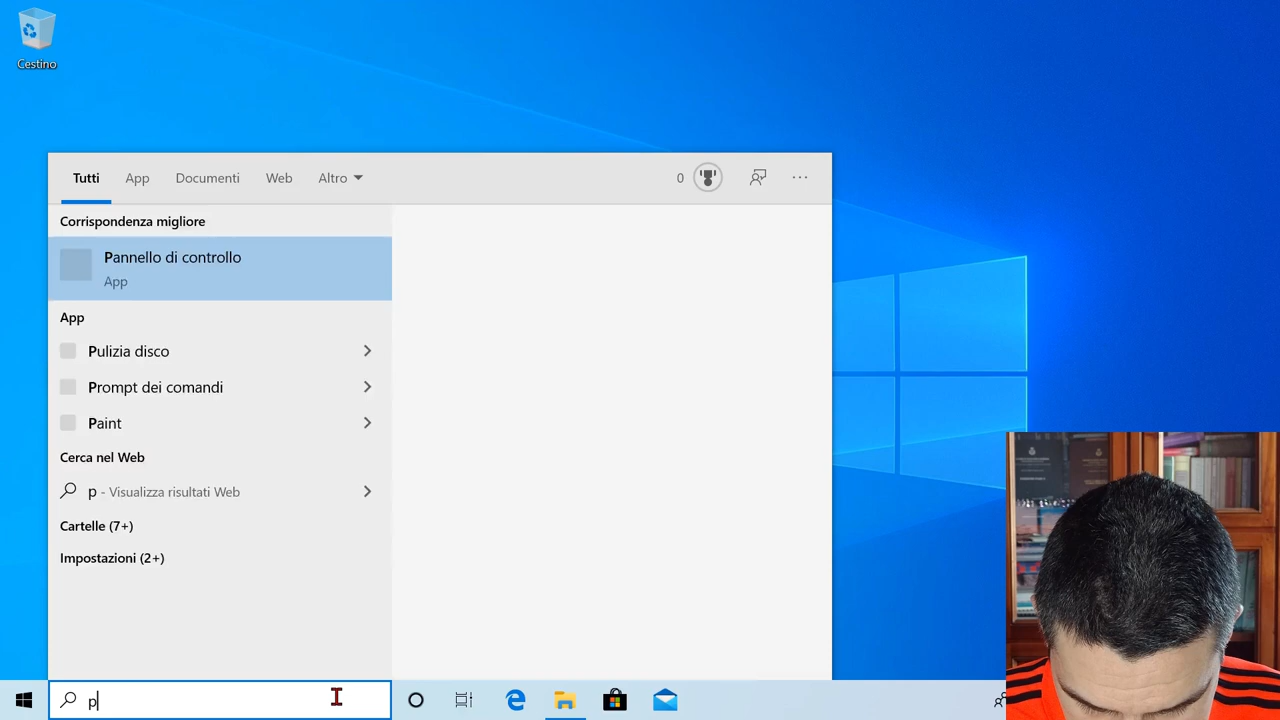 Cestino
Tutti
App
Documenti
Web
Altro
0
Corrispondenza migliore
Pannello di controllo
App
App
Pulizia disco
Prompt dei comandi
Paint
Cerca nel Web
p - Visualizza risultati Web
Cartelle (7+)
Impostazioni (2+)
p